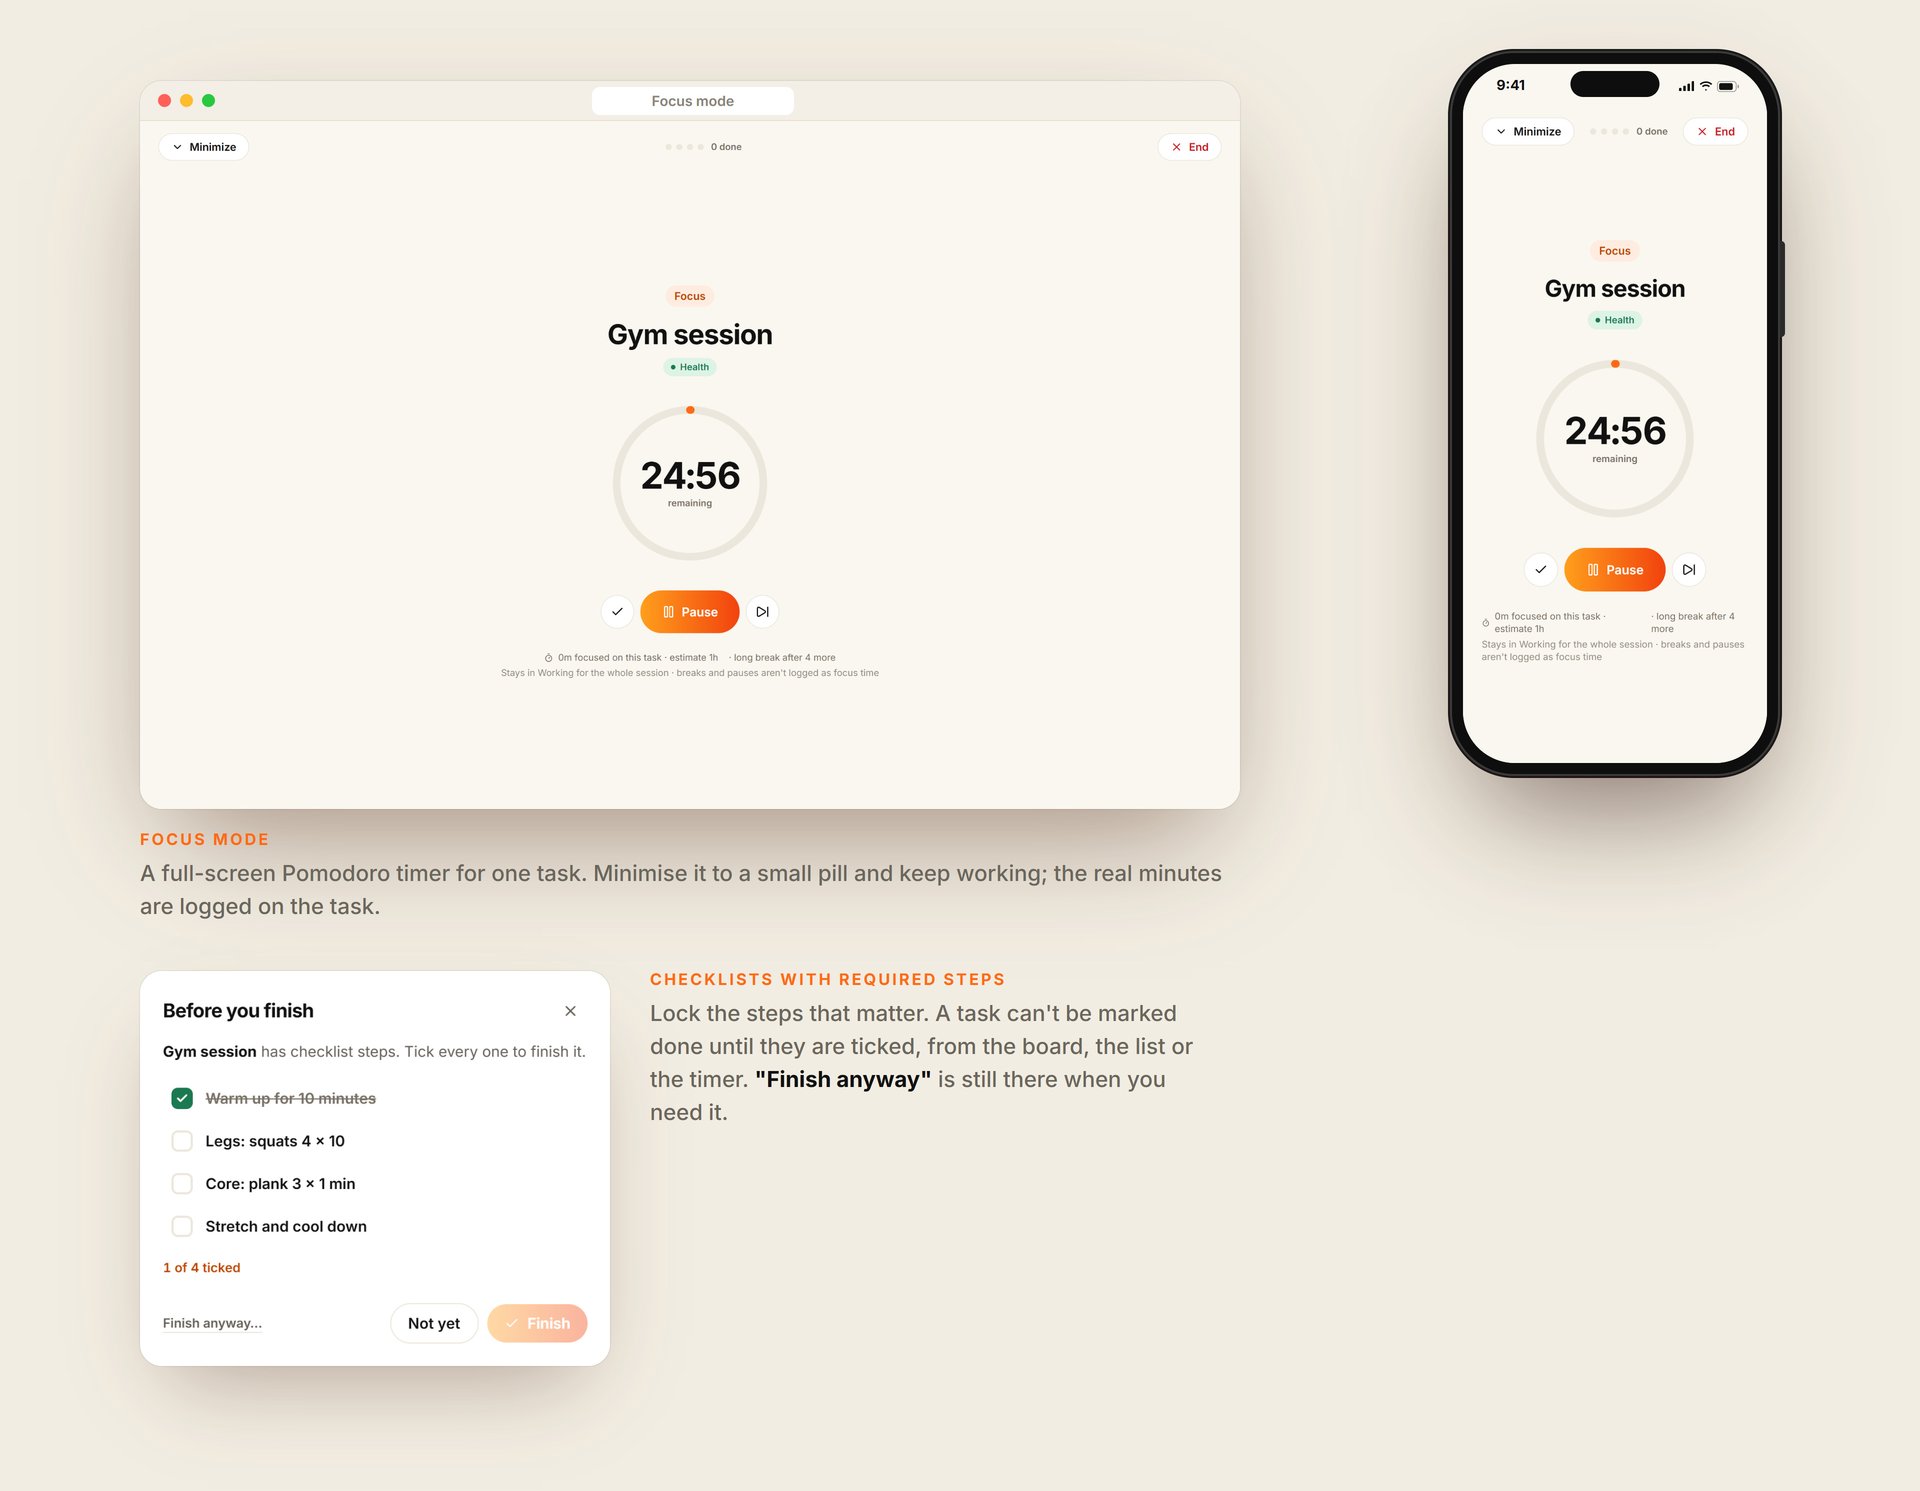 Focus mode
Minimize
0 done
End
Focus
Gym session
Health
24:56
remaining
Pause
0m focused on this task · estimate 1h · long break after 4 more
Stays in Working for the whole session · breaks and pauses aren't logged as focus time
9:41
Minimize
0 done
End
Focus
Gym session
Health
24:56
remaining
Pause
0m focused on this task ·
estimate 1h
· long break after 4
more
Stays in Working for the whole session · breaks and pauses
aren't logged as focus time
FOCUS MODE
A full-screen Pomodoro timer for one task. Minimise it to a small pill and keep working; the real minutes
are logged on the task.
Before you finish
Gym session has checklist steps. Tick every one to finish it.
Warm up for 10 minutes
Legs: squats 4 × 10
Core: plank 3 × 1 min
Stretch and cool down
1 of 4 ticked
Finish anyway...
Not yet
Finish
CHECKLISTS WITH REQUIRED STEPS
Lock the steps that matter. A task can't be marked
done until they are ticked, from the board, the list or
the timer. "Finish anyway" is still there when you
need it.